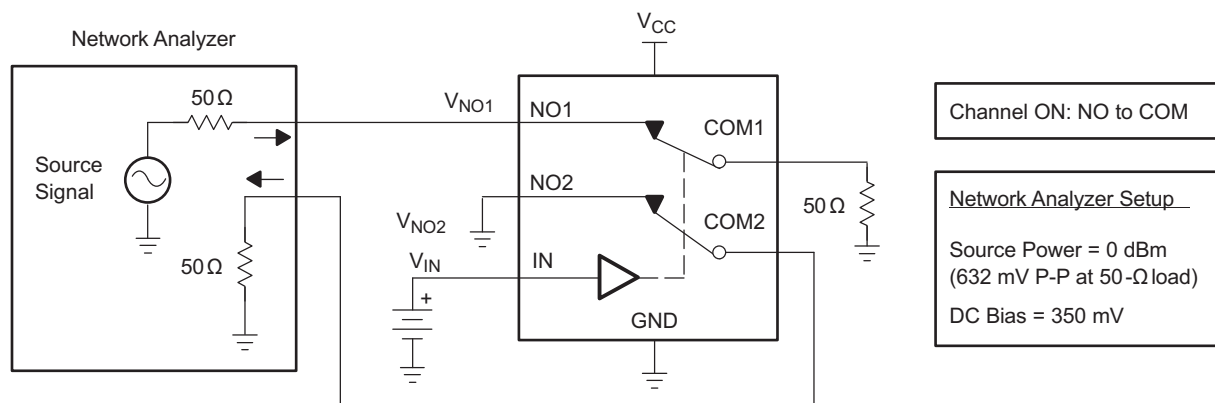 Network Analyzer
50 Ω
Source
Signal
50 Ω
V_CC
V_NO1
NO1
COM1
NO2
V_NO2
COM2
50 Ω
V_IN
IN
+
GND
Channel ON: NO to COM
Network Analyzer Setup
Source Power = 0 dBm
(632 mV P-P at 50-Ω load)
DC Bias = 350 mV